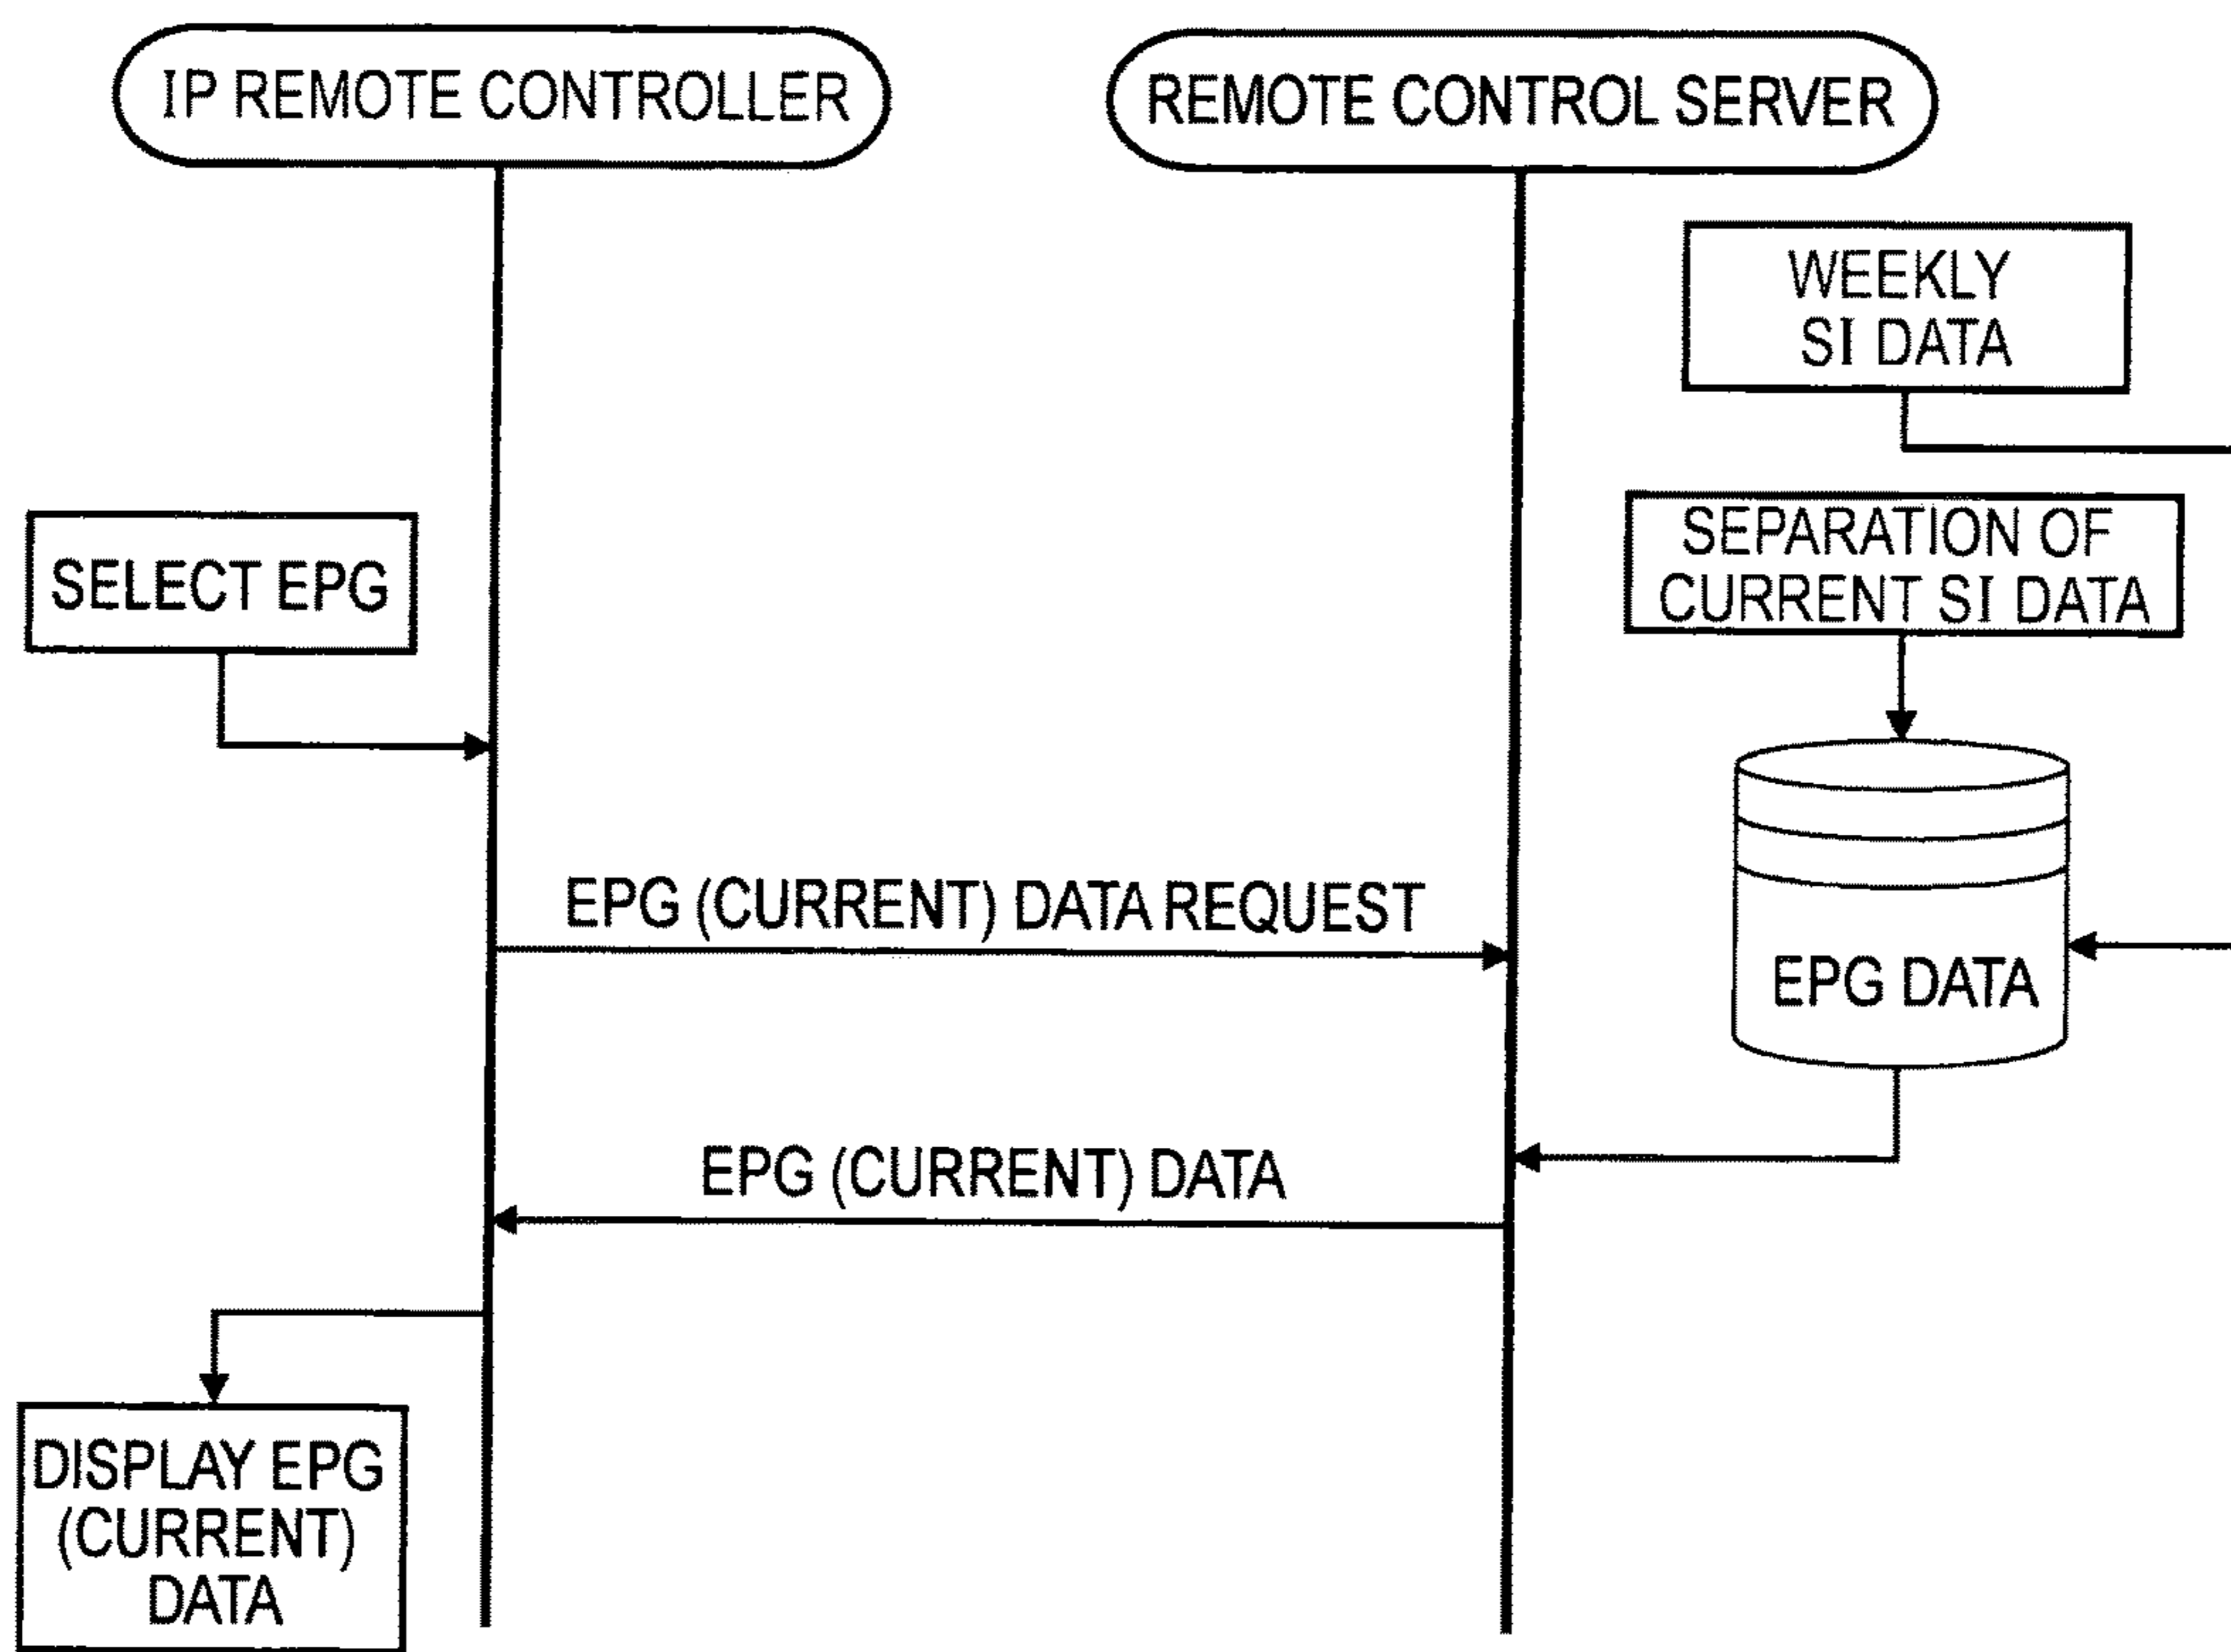 IP REMOTE CONTROLLER
REMOTE CONTROL SERVER
WEEKLY
SI DATA
SEPARATION OF
CURRENT SI DATA
SELECT EPG
EPG (CURRENT) DATA REQUEST
EPG DATA
EPG (CURRENT) DATA
DISPLAY EPG
(CURRENT)
DATA